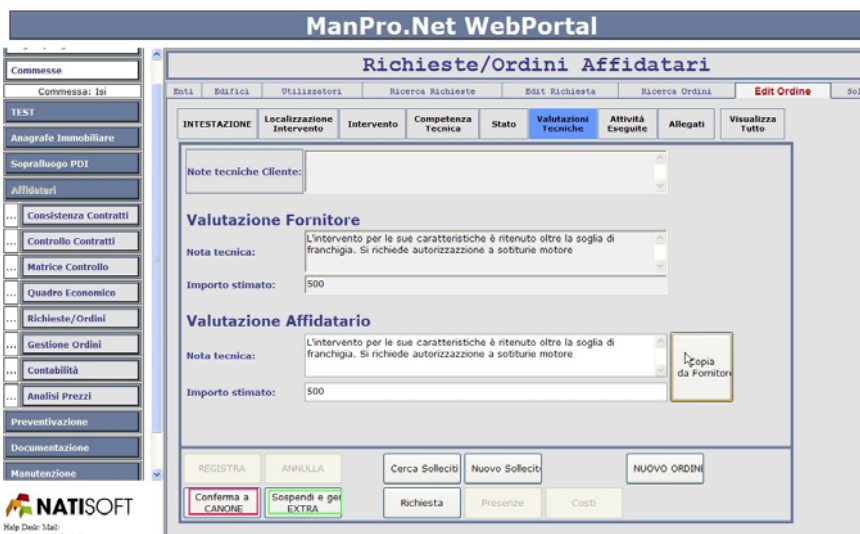 ManPro.Net WebPortal
Commesse
Commessa: Isi
TEST
Anagrafe Immobiliare
Sopralluogo PDI
Affidatari
... Consistenza Contratti
... Controllo Contratti
... Matrice Controllo
... Quadro Economico
... Richieste/Ordini
... Gestione Ordini
... Contabilità
... Analisi Prezzi
Preventivazione
Documentazione
Manutenzione
NATISOFT
Help Desk: Mail:
Richieste/Ordini Affidatari
Enti Edifici Utilizzatori Ricerca Richieste Edit Richiesta Ricerca Ordini Edit Ordine Sol
INTESTAZIONE Localizzazione Intervento Intervento Competenza Tecnica Stato Valutazioni Tecniche Attività Eseguite Allegati Visualizza Tutto
Note tecniche Cliente:
Valutazione Fornitore
Nota tecnica:
L'intervento per le sue caratteristiche è ritenuto oltre la soglia di
franchigia. Si richiede autorizzazzione a sotiturie motore
Importo stimato: 500
Valutazione Affidatario
Nota tecnica:
L'intervento per le sue caratteristiche è ritenuto oltre la soglia di
franchigia. Si richiede autorizzazzione a sotiturie motore
Copia
da Fornitore
Importo stimato: 500
REGISTRA ANNULLA Cerca Solleciti Nuovo Sollecit NUOVO ORDINE
Conferma a CANONE Sospendi e ger EXTRA Richiesta Presenze Costi